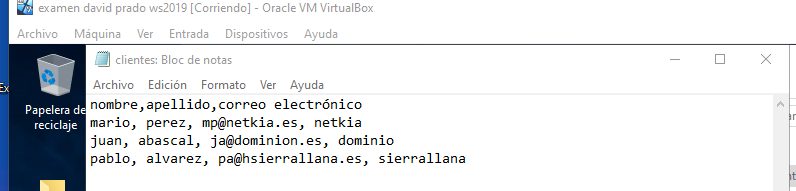 examen david prado ws2019 [Corriendo] - Oracle VM VirtualBox
Archivo Máquina Ver Entrada Dispositivos Ayuda
clientes: Bloc de notas
Archivo Edición Formato Ver Ayuda
Papelera de
reciclaje
nombre,apellido,correo electrónico
mario, perez, mp@netkia.es, netkia
juan, abascal, ja@dominion.es, dominio
pablo, alvarez, pa@hsierrallana.es, sierrallana